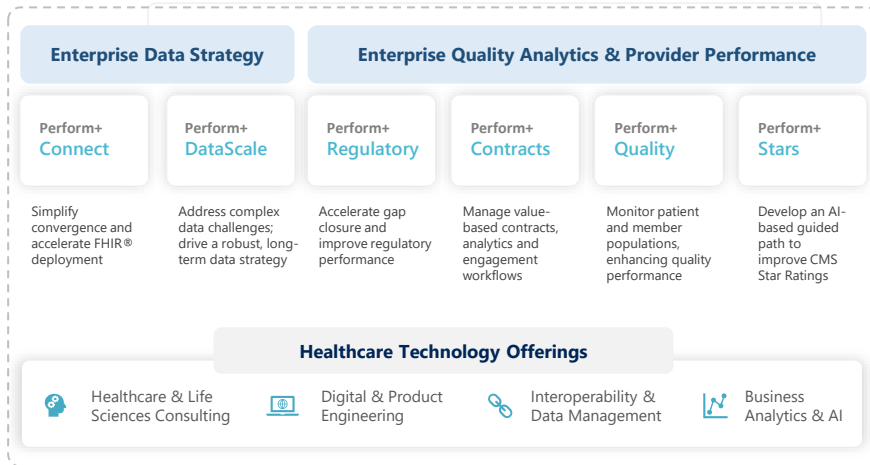 Enterprise Data Strategy
Enterprise Quality Analytics & Provider Performance
Perform+
Connect
Perform+
DataScale
Perform+
Regulatory
Perform+
Contracts
Perform+
Quality
Perform+
Stars
Simplify
convergence and
accelerate FHIR®
deployment
Address complex
data challenges;
drive a robust, long-
term data strategy
Accelerate gap
closure and
improve regulatory
performance
Manage value-
based contracts,
analytics and
engagement
workflows
Monitor patient
and member
populations,
enhancing quality
performance
Develop an AI-
based guided
path to
improve CMS
Star Ratings
Healthcare Technology Offerings
Healthcare & Life
Sciences Consulting
Digital & Product
Engineering
Interoperability &
Data Management
Business
Analytics & AI